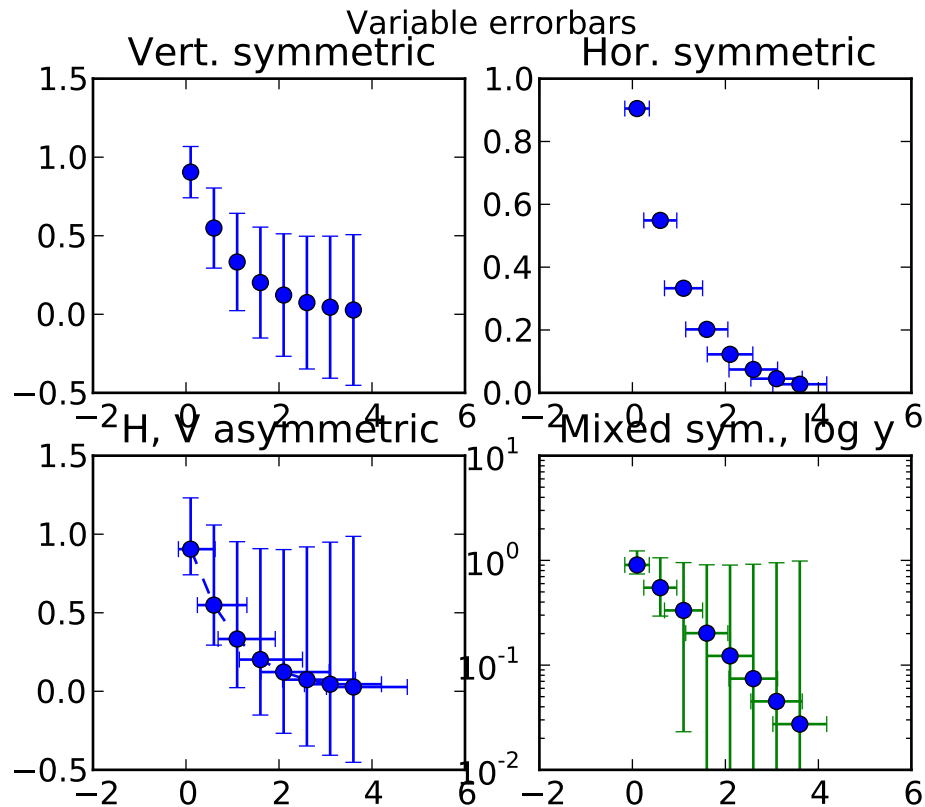 Variable errorbars
Vert. symmetric
Hor. symmetric
1.5
1.0
0.5
0.0
−0.5
−2 0 2 4 6
1.0
0.8
0.6
0.4
0.2
0.0
−2 0 2 4 6
H, V asymmetric
Mixed sym., log y
1.5
1.0
0.5
0.0
−0.5
−2 0 2 4 6
10^1
10^0
10^-1
10^-2
−2 0 2 4 6